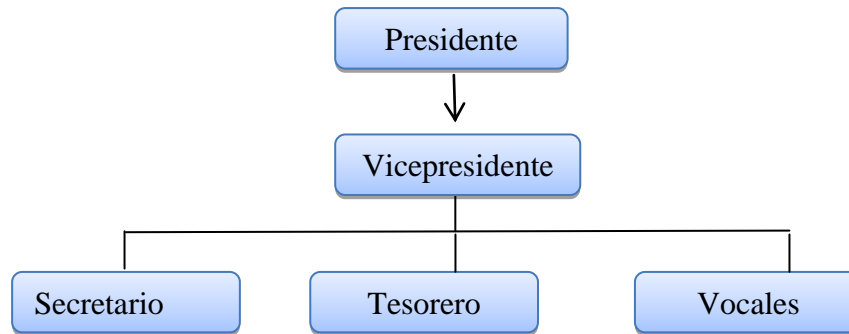 Presidente
Vicepresidente
Secretario
Tesorero
Vocales